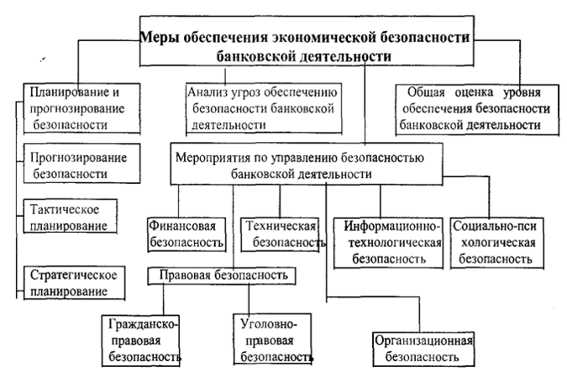 Меры обеспечения экономической безопасности
банковской деятельности
Планирование и
прогнозирование
безопасности
Анализ угроз обеспечению
безопасности банковской
деятельности
Общая оценка уровня
обеспечения безопасности
банковской деятельности
Прогнозирование
безопасности
Мероприятия по управлению безопасностью
банковской деятельности
Тактическое
планирование
Финансовая
безопасность
Техническая
безопасность
Информационно-
технологическая
безопасность
Социально-пси
хологическая
безопасность
Стратегическое
планирование
Правовая безопасность
Гражданско-
правовая
безопасность
Уголовно-
правовая
безопасность
Организационная
безопасность